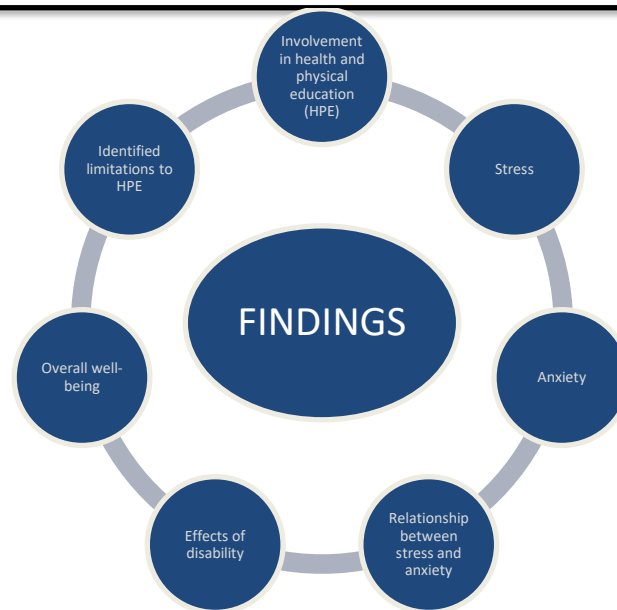 Involvement
in health and
physical
education
(HPE)
Stress
Anxiety
Relationship
between
stress and
anxiety
Effects of
disability
Overall well-
being
Identified
limitations to
HPE
FINDINGS